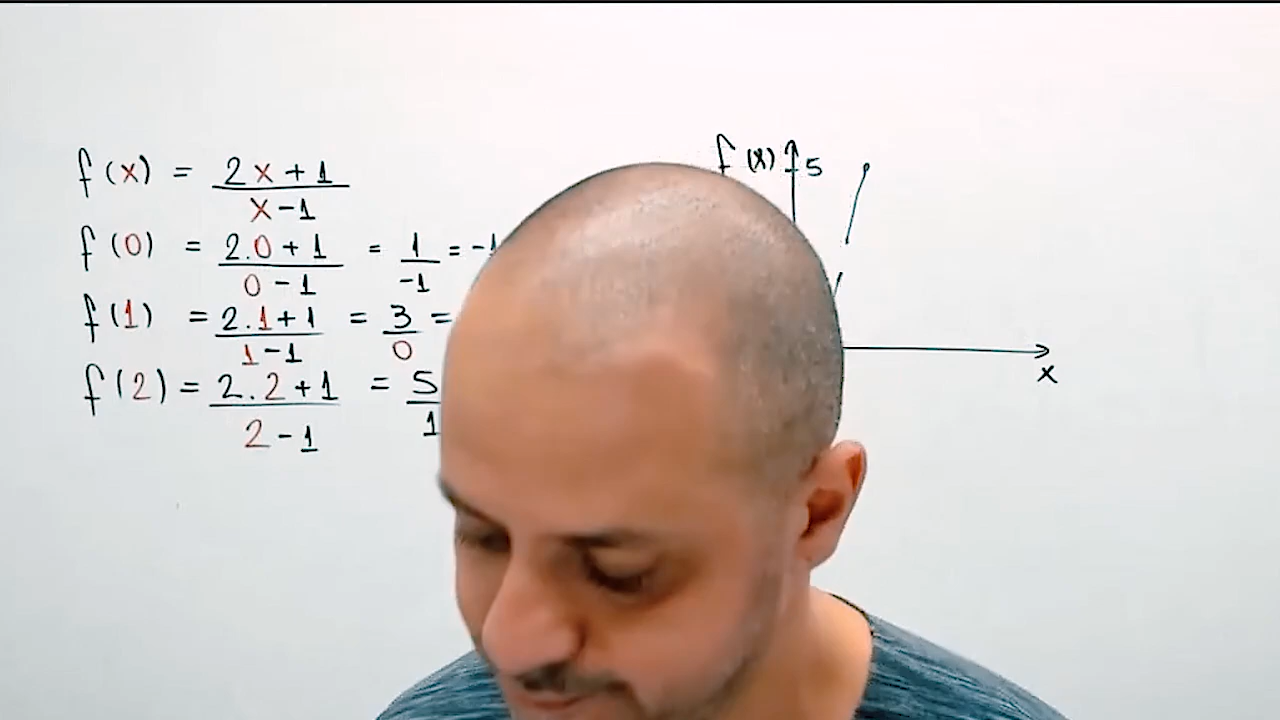 f(x) = 2x+1 / x-1
f(0) = 2.0+1 / 0-1 = 1 / -1 = -1
f(1) = 2.1+1 / 1-1 = 3 / 0 =
f(2) = 2.2+1 / 2-1 = 5 / 1
f(x) 5
x